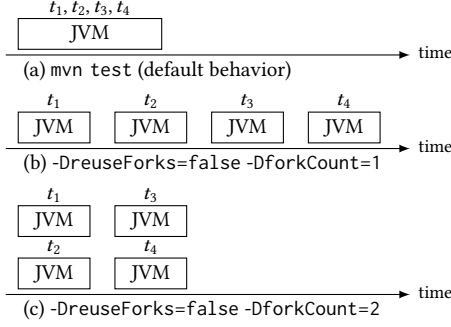 t1, t2, t3, t4
JVM
time
(a) mvn test (default behavior)
t1 t2 t3 t4
JVM JVM JVM JVM
time
(b) -DreuseForks=false -DforkCount=1
t1 t3
JVM JVM
t2 t4
JVM JVM
time
(c) -DreuseForks=false -DforkCount=2